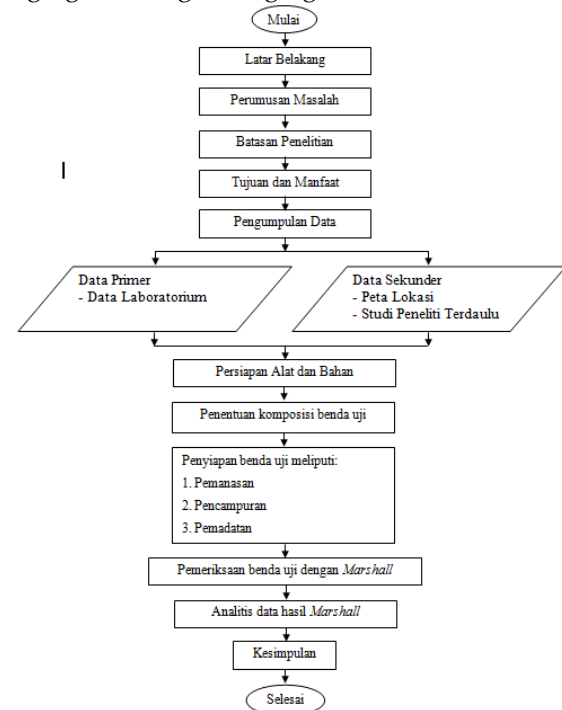 Mulai
Latar Belakang
Perumusan Masalah
Batasan Penelitian
Tujuan dan Manfaat
Pengumpulan Data
Data Primer
- Data Laboratorium
Data Sekunder
- Peta Lokasi
- Studi Peneliti Terdaulu
Persiapan Alat dan Bahan
Penentuan komposisi benda uji
Penyiapan benda uji meliputi:
1. Pemanasan
2. Pencampuran
3. Pemadatan
Pemeriksaan benda uji dengan Marshall
Analitis data hasil Marshall
Kesimpulan
Selesai